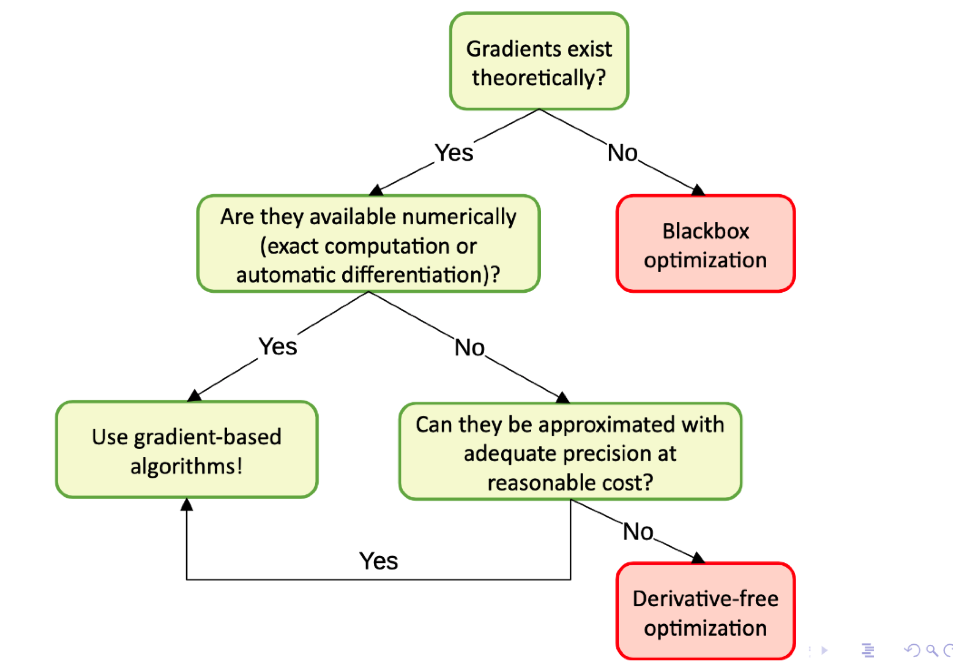 Gradients exist
theoretically?
Yes
No
Are they available numerically
(exact computation or
automatic differentiation)?
Blackbox
optimization
Yes
No
Use gradient-based
algorithms!
Can they be approximated with
adequate precision at
reasonable cost?
No
Yes
Derivative-free
optimization